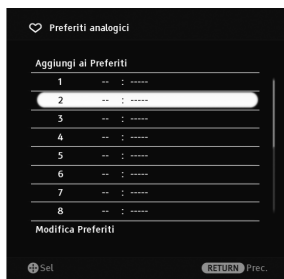 Preferiti analogici
Aggiungi ai Preferiti
1 -- : -----
2 -- : -----
3 -- : -----
4 -- : -----
5 -- : -----
6 -- : -----
7 -- : -----
8 -- : -----
Modifica Preferiti
Sel RETURN Prec.